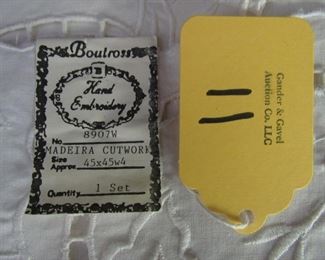 Boutross
B
Hand
Embroidery
No. 8907W
MADEIRA CUTWORK
Size
Approx. 45x45w4
Quantity 1 Set
Gander & Gavel
Auction Co. LLC
11